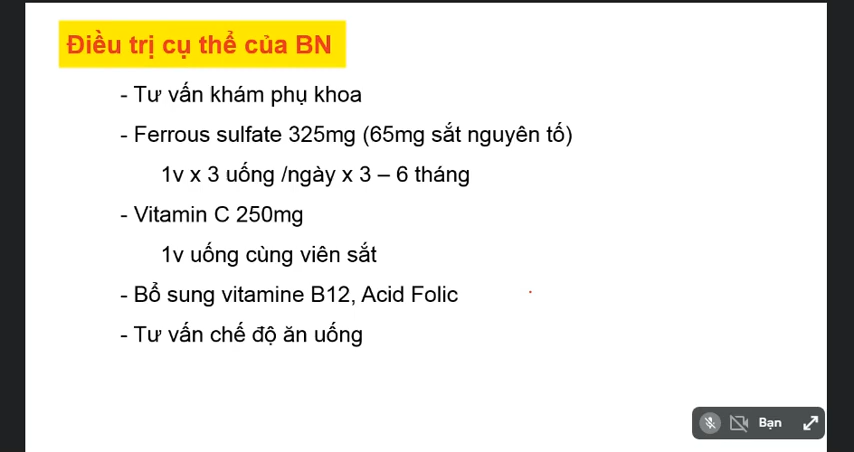 Điều trị cụ thể của BN
- Tư vấn khám phụ khoa
- Ferrous sulfate 325mg (65mg sắt nguyên tố)
1v x 3 uống /ngày x 3 – 6 tháng
- Vitamin C 250mg
1v uống cùng viên sắt
- Bổ sung vitamine B12, Acid Folic
- Tư vấn chế độ ăn uống
Bạn